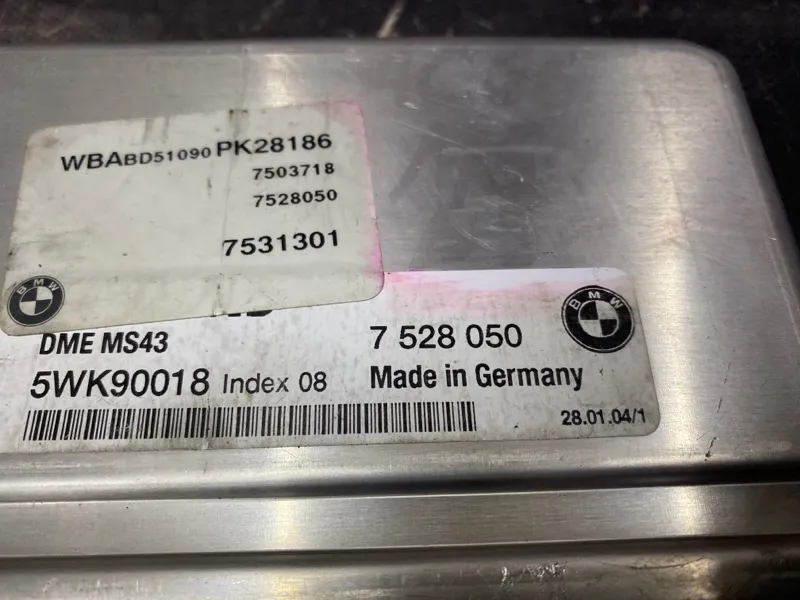 WBABD51090PK28186
7503718
7528050
7531301
BMW
BMW
DME MS43
7 528 050
5WK90018 Index 08
Made in Germany
28.01.04/1